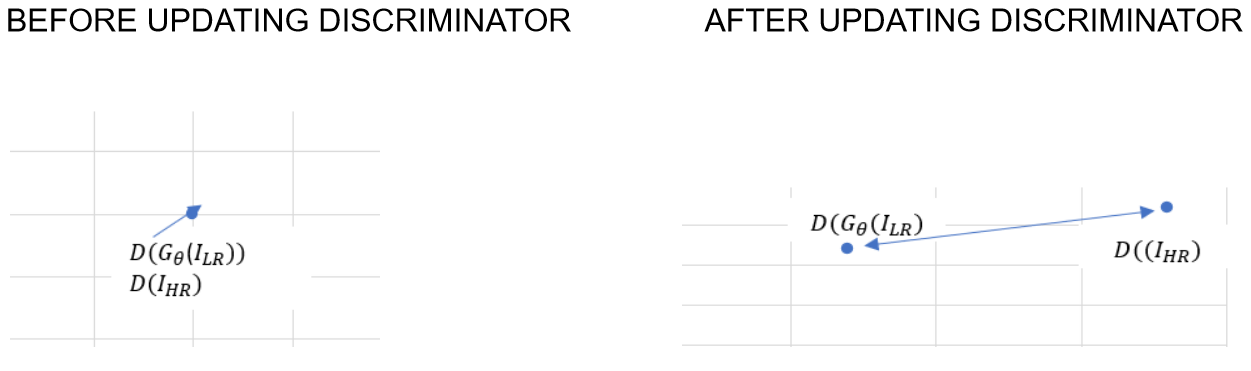 BEFORE UPDATING DISCRIMINATOR
D(G_θ(I_LR))
D(I_HR)
AFTER UPDATING DISCRIMINATOR
D(G_θ(I_LR)
D((I_HR)